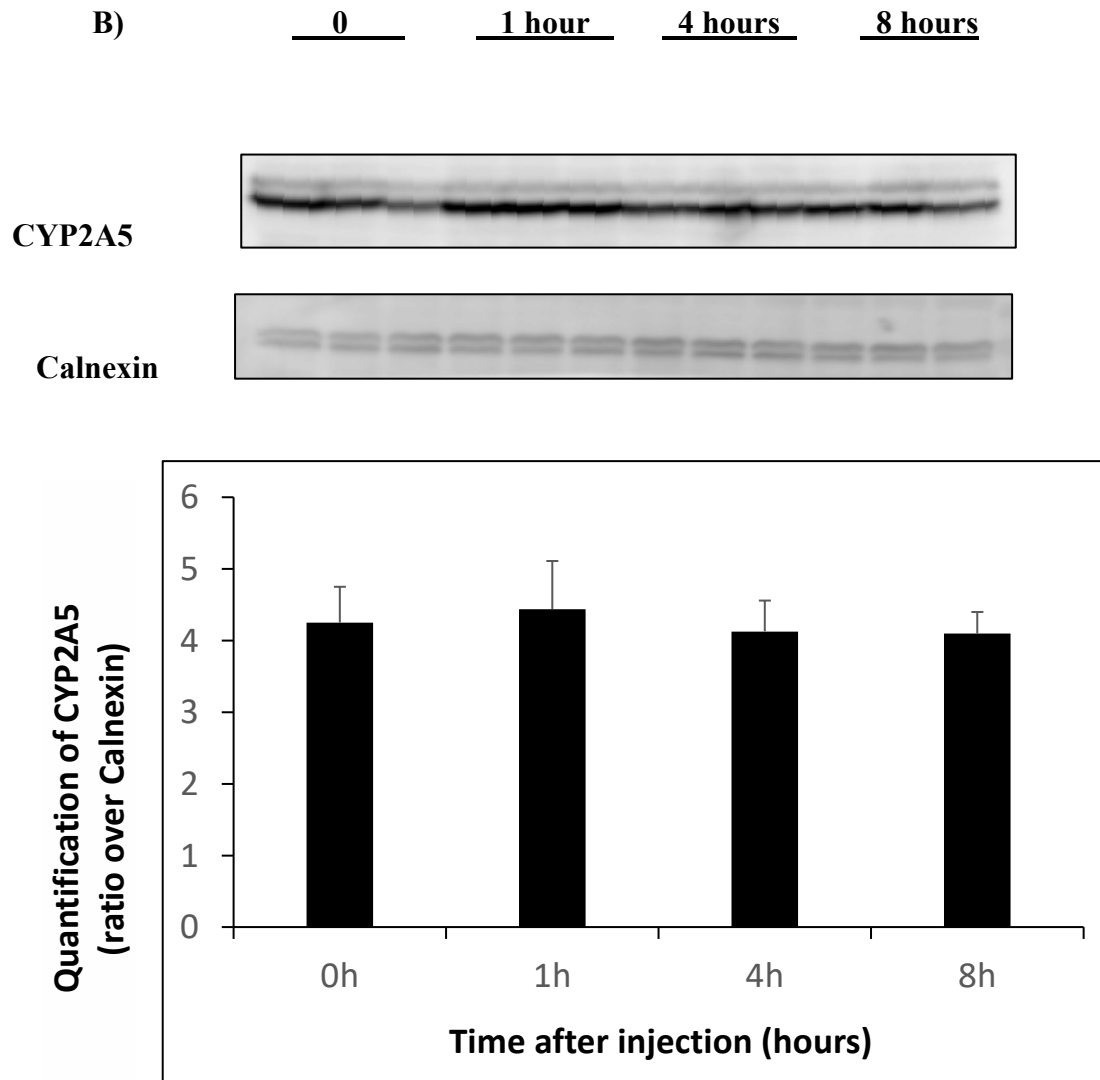 B) 0 1 hour 4 hours 8 hours
CYP2A5
Calnexin
Quantification of CYP2A5
(ratio over Calnexin)
6
5
4
3
2
1
0
0h 1h 4h 8h
Time after injection (hours)